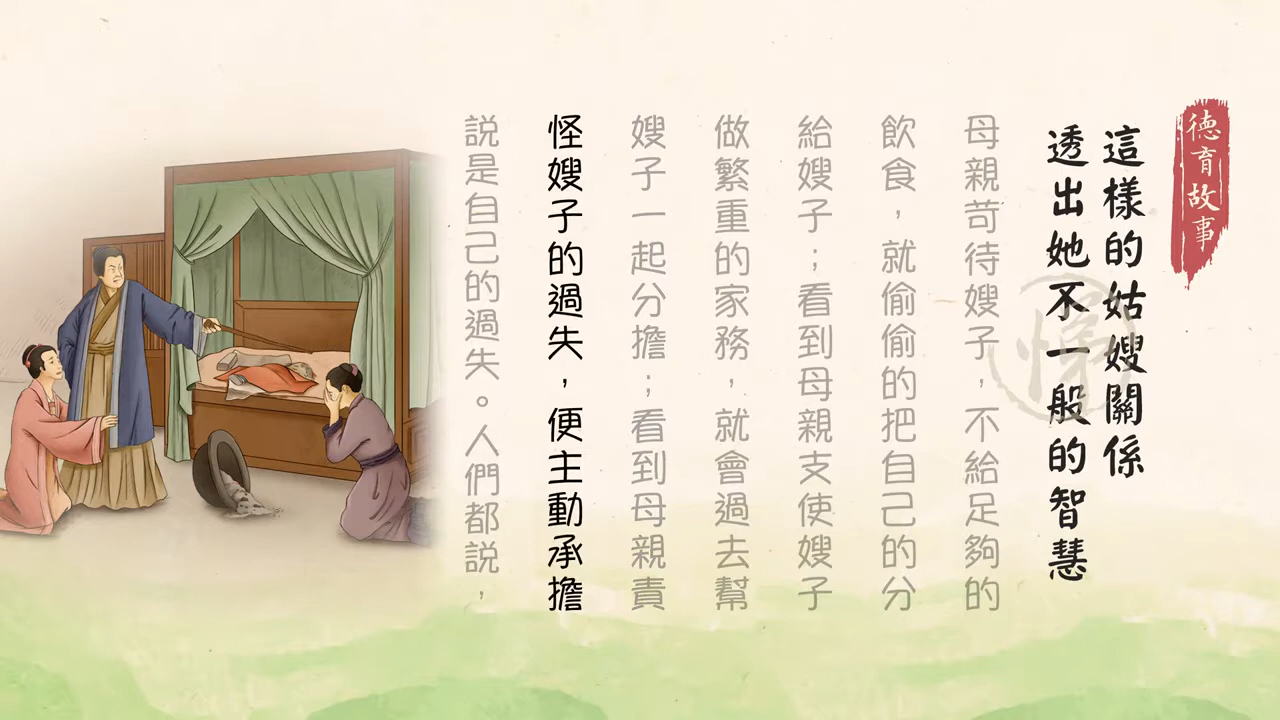 德育故事
這樣的姑嫂關係
透出她不一般的智慧
母親苛待嫂子，不給足夠的
飲食，就偷偷的把自己的分
給嫂子；看到母親支使嫂子
做繁重的家務，就會過去幫
嫂子一起分擔；看到母親責
怪嫂子的過失，便主動承擔
説是自己的過失。人們都説，
悌